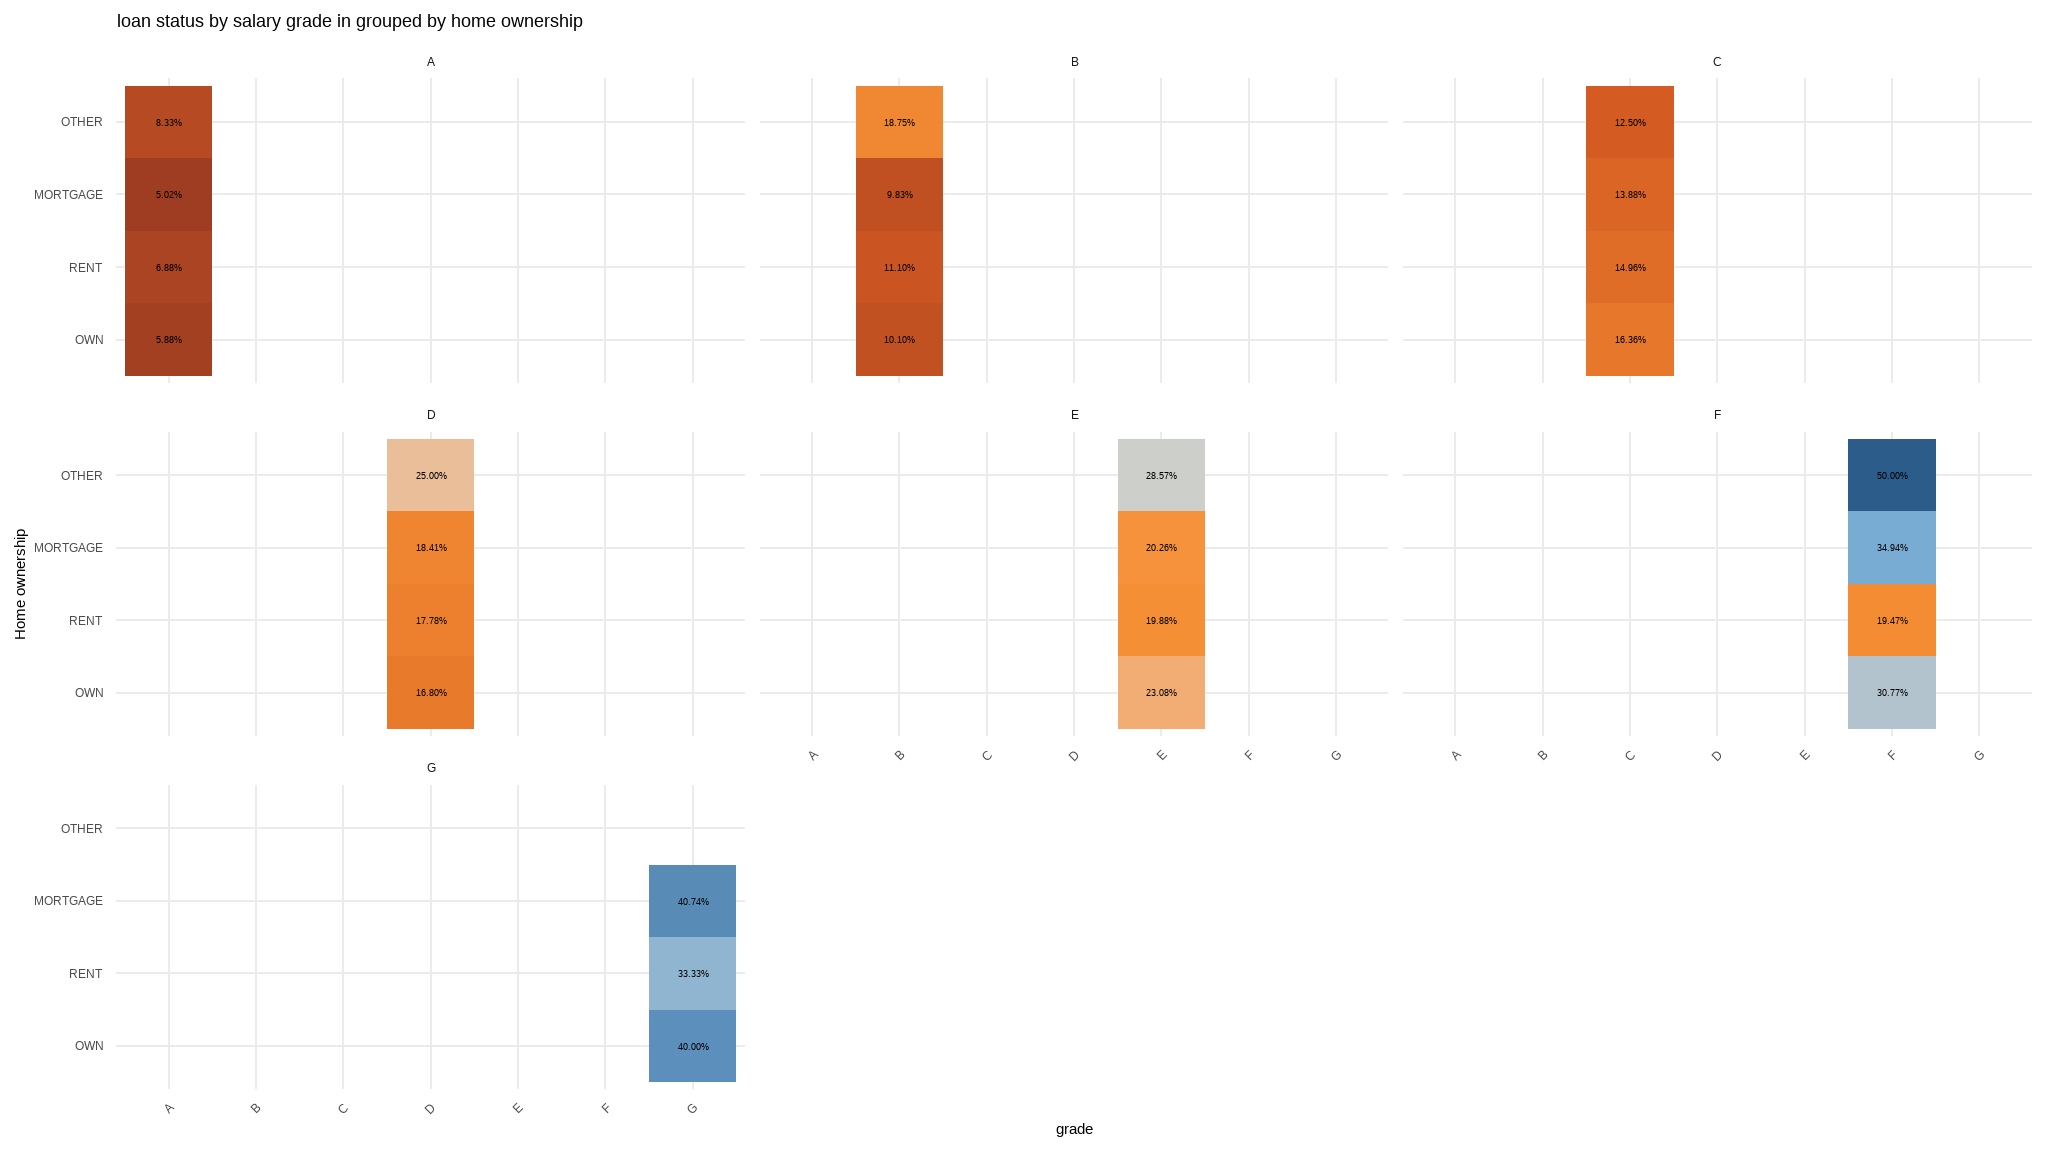 loan status by salary grade in grouped by home ownership
A
B
C
OTHER
8.33%
18.75%
12.50%
MORTGAGE
5.02%
9.83%
13.88%
RENT
6.88%
11.10%
14.96%
OWN
5.88%
10.10%
16.36%
D
E
F
OTHER
25.00%
28.57%
50.00%
MORTGAGE
18.41%
20.26%
34.94%
RENT
17.78%
19.88%
19.47%
OWN
16.80%
23.08%
30.77%
Home ownership
A B C D E F G
A B C D E F G
G
OTHER
MORTGAGE
40.74%
RENT
33.33%
OWN
40.00%
A B C D E F G
grade